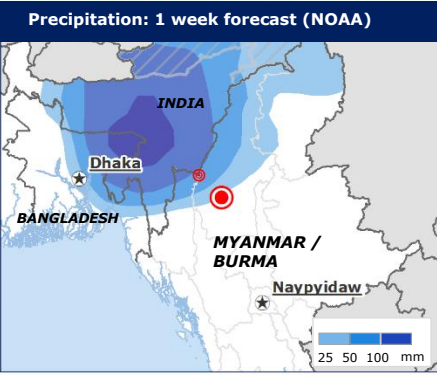 Precipitation: 1 week forecast (NOAA)
INDIA
Dhaka
BANGLADESH
MYANMAR /
BURMA
Naypyidaw
25 50 100 mm